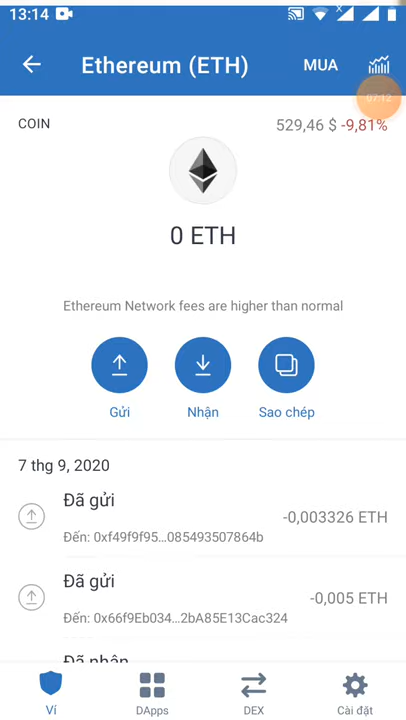 13:14
Ethereum (ETH)
MUA
07:12
COIN
529,46 $ -9,81%
0 ETH
Ethereum Network fees are higher than normal
Gửi
Nhận
Sao chép
7 thg 9, 2020
Đã gửi
-0,003326 ETH
Đến: 0xf49f9f95...085493507864b
Đã gửi
-0,005 ETH
Đến: 0x66f9Eb034...2bA85E13Cac324
Đã nhận
Ví
DApps
DEX
Cài đặt